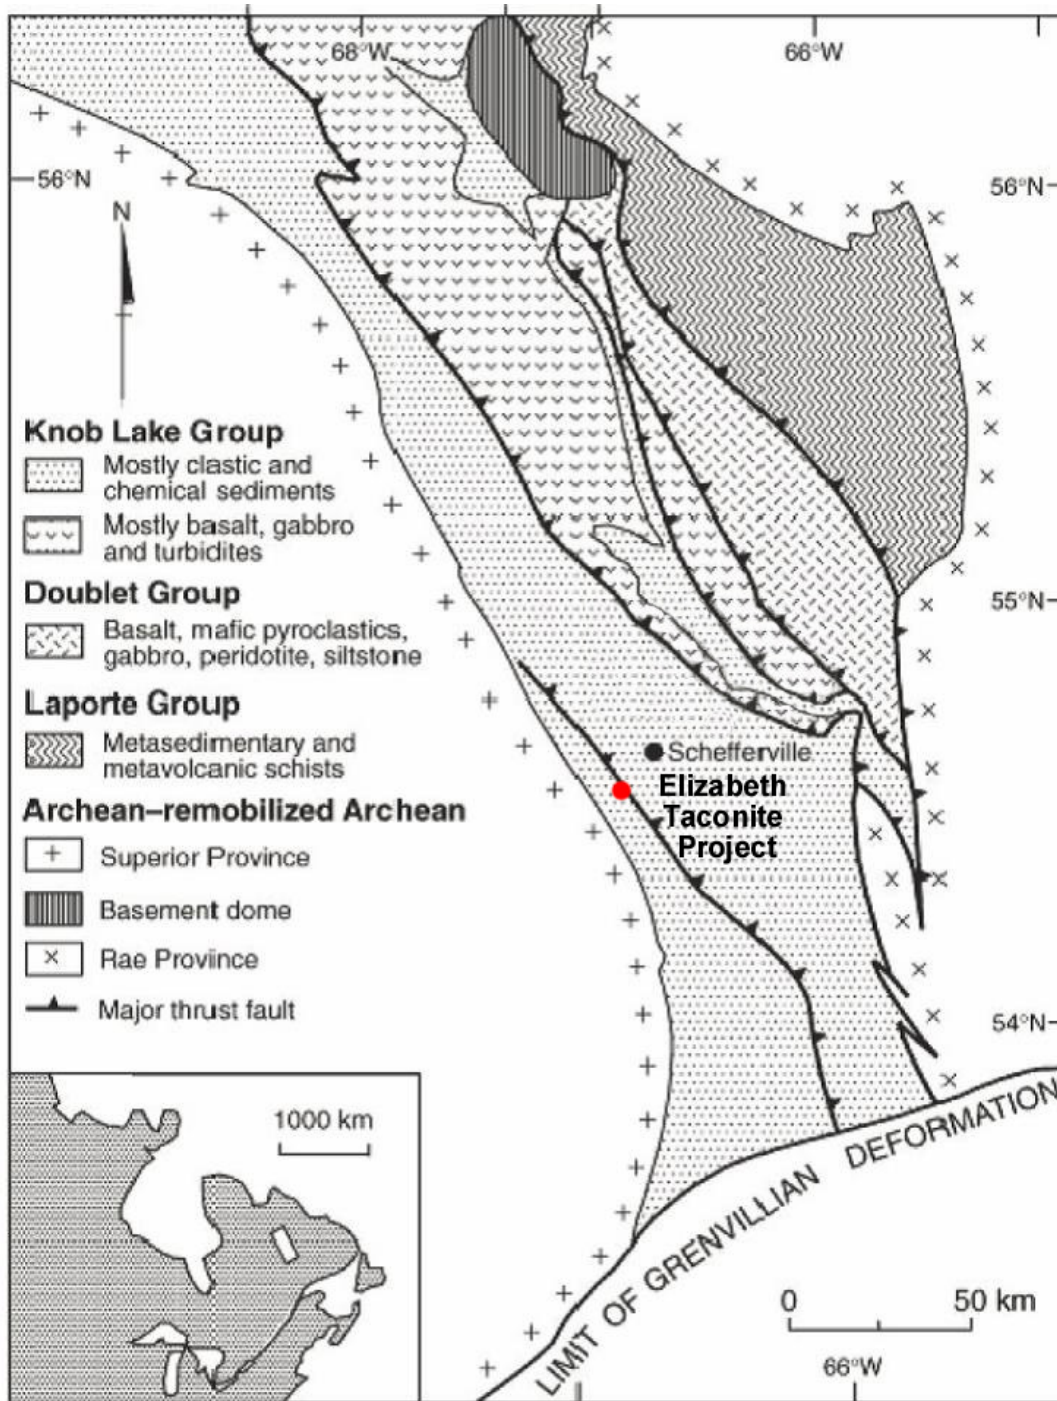 68°W
66°W
56°N
56°N
N
Knob Lake Group
Mostly clastic and
chemical sediments
Mostly basalt, gabbro
and turbidites
Doublet Group
Basalt, mafic pyroclastics,
gabbro, peridotite, siltstone
Laporte Group
Metasedimentary and
metavolcanic schists
Archean–remobilized Archean
Superior Province
Basement dome
Rae Proviince
Major thrust fault
55°N
Schefferville
Elizabeth
Taconite
Project
54°N
1000 km
LIMIT OF GRENVILLIAN DEFORMATION
0 50 km
66°W